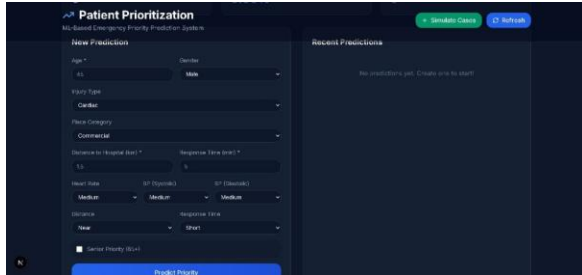 Patient Prioritization
ML-Based Emergency Priority Prediction System
+ Simulate Cases
Refresh
New Prediction
Recent Predictions
Age *
Gender
Male
No predictions yet. Create one to start!
Injury Type
Cardiac
Place Category
Commercial
Distance to Hospital (km) *
Response Time (min) *
5
Heart Rate
BP (Systolic)
BP (Diastolic)
Medium
Medium
Medium
Distance
Response Time
Near
Short
Senior Priority
Predict Priority